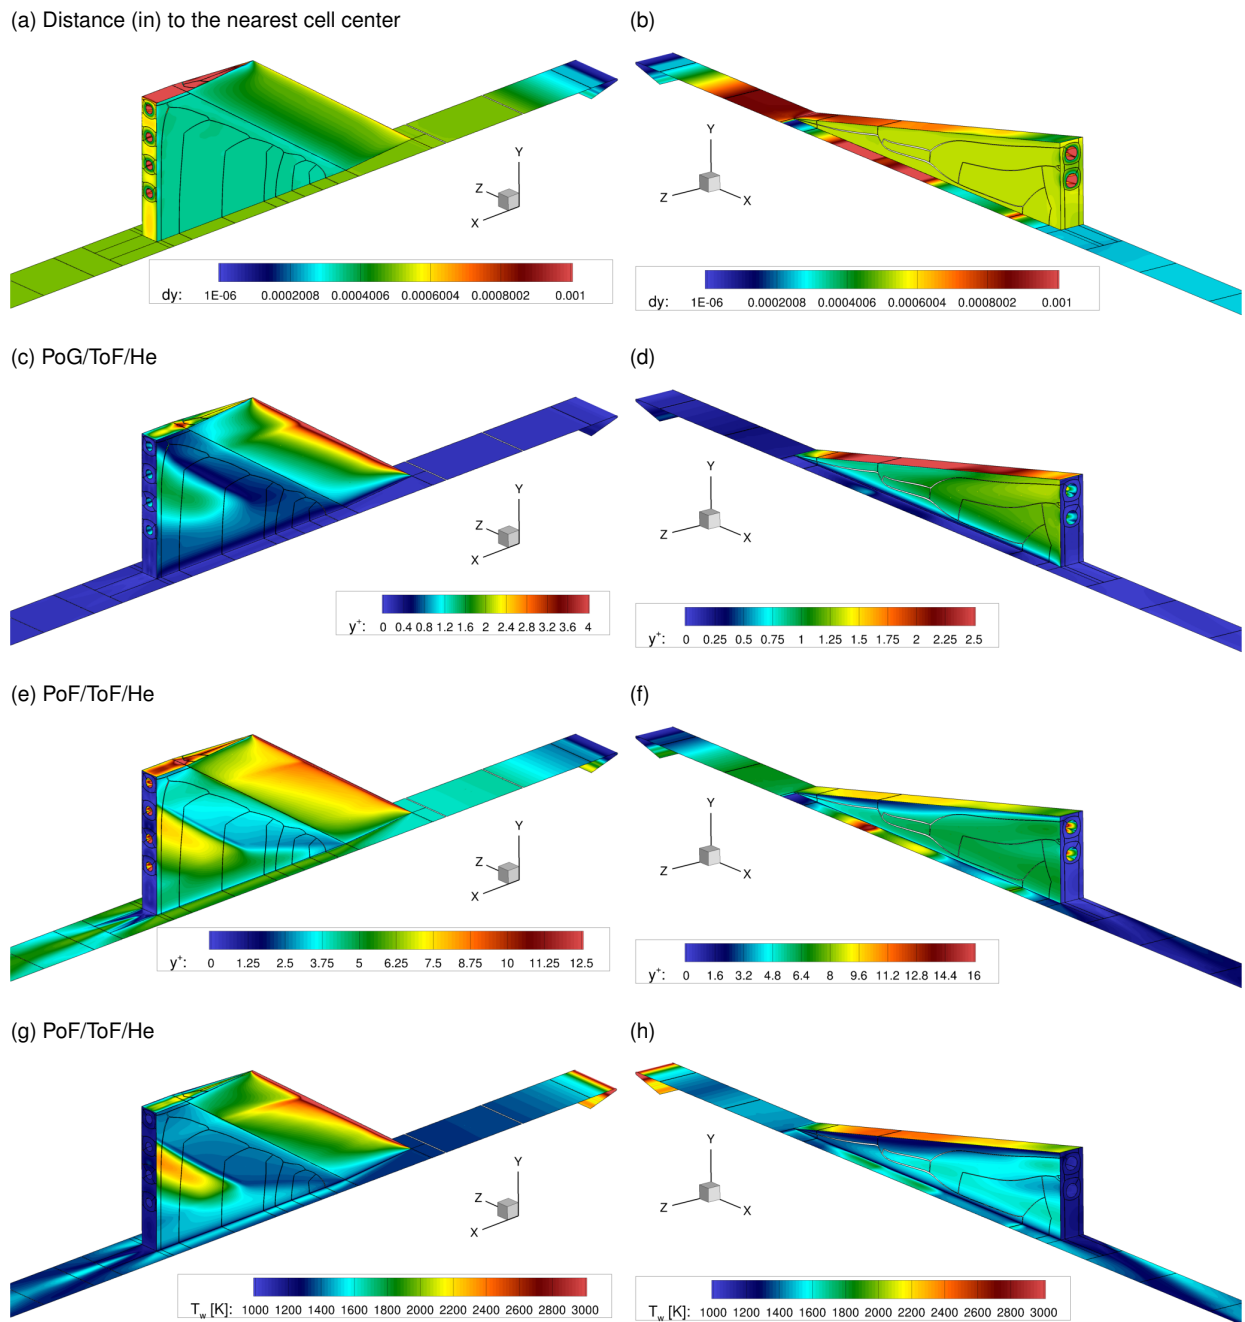 (a) Distance (in) to the nearest cell center
(b)
Y
Z
X
Y
Z
X
dy: 1E-06 0.0002008 0.0004006 0.0006004 0.0008002 0.001
dy: 1E-06 0.0002008 0.0004006 0.0006004 0.0008002 0.001
(c) PoG/ToF/He
(d)
Y
Z
X
Y
Z
X
y+: 0 0.4 0.8 1.2 1.6 2 2.4 2.8 3.2 3.6 4
y+: 0 0.25 0.5 0.75 1 1.25 1.5 1.75 2 2.25 2.5
(e) PoF/ToF/He
(f)
Y
Z
X
Y
Z
X
y+: 0 1.25 2.5 3.75 5 6.25 7.5 8.75 10 11.25 12.5
y+: 0 1.6 3.2 4.8 6.4 8 9.6 11.2 12.8 14.4 16
(g) PoF/ToF/He
(h)
Y
Z
X
Y
Z
X
T_w [K]: 1000 1200 1400 1600 1800 2000 2200 2400 2600 2800 3000
T_w [K]: 1000 1200 1400 1600 1800 2000 2200 2400 2600 2800 3000